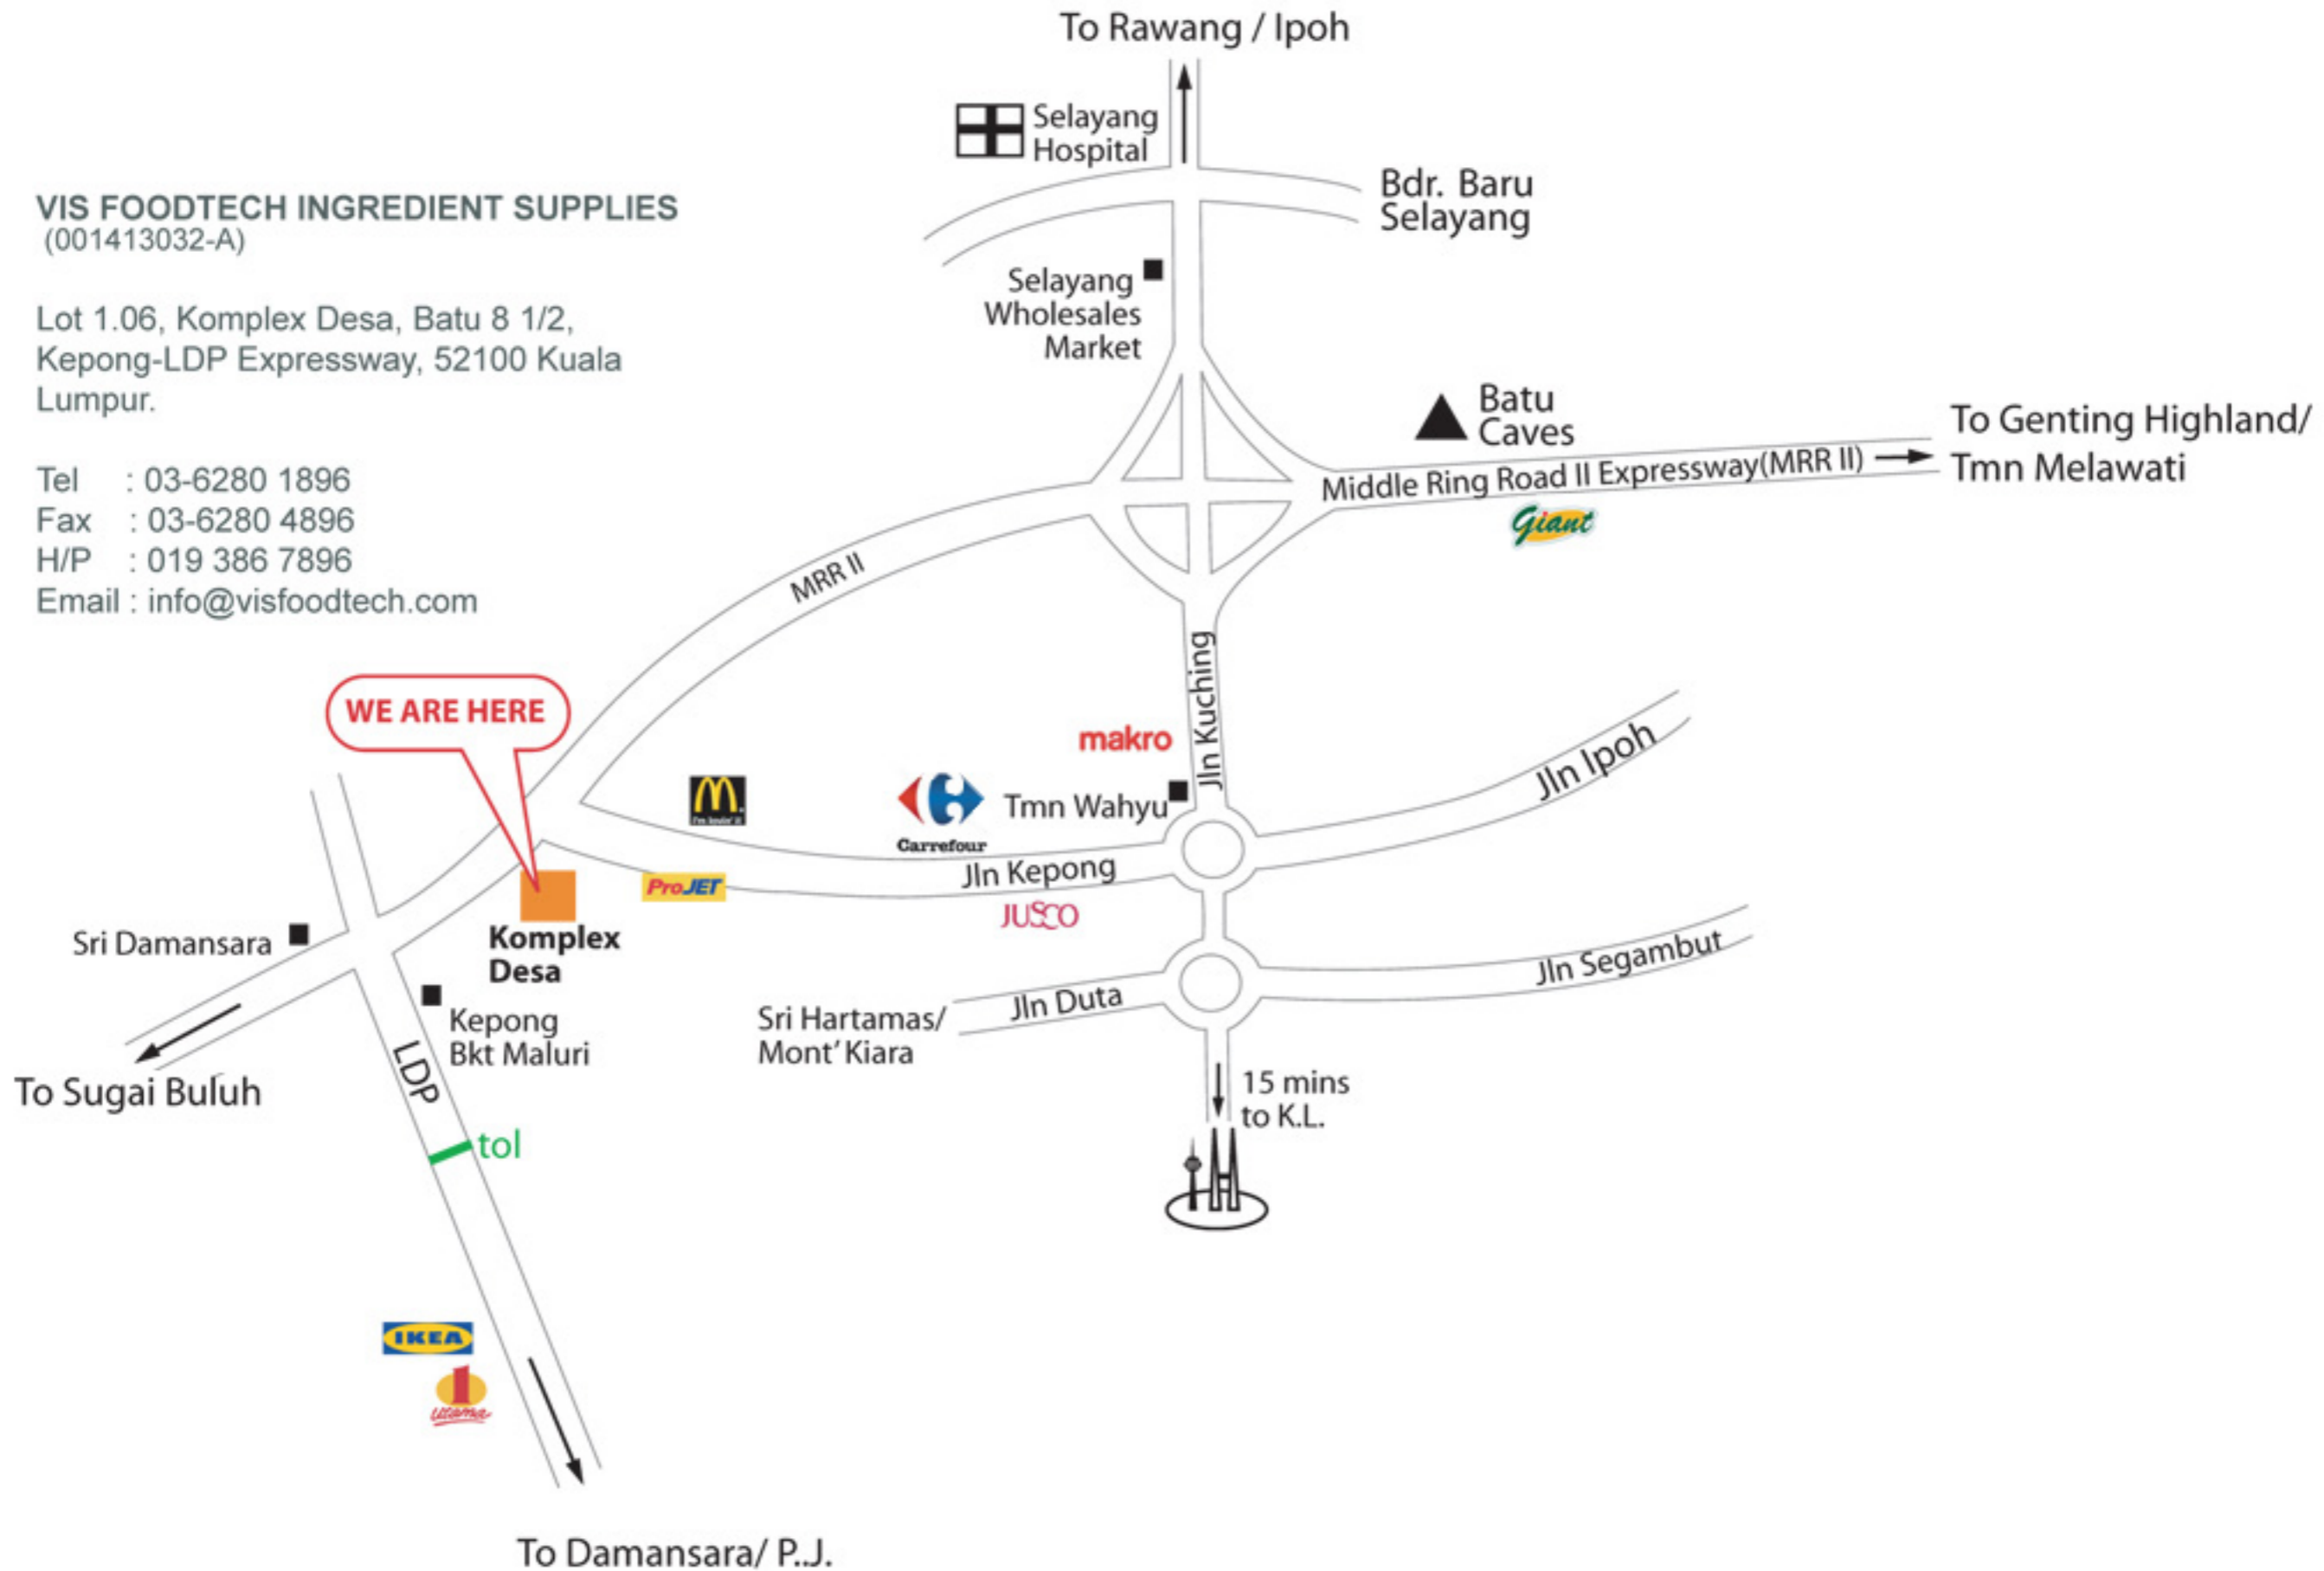 To Rawang / Ipoh
Selayang
Hospital
Bdr. Baru
Selayang
VIS FOODTECH INGREDIENT SUPPLIES
(001413032-A)
Lot 1.06, Komplex Desa, Batu 8 1/2,
Kepong-LDP Expressway, 52100 Kuala
Lumpur.
Tel : 03-6280 1896
Fax : 03-6280 4896
H/P : 019 386 7896
Email : info@visfoodtech.com
Selayang
Wholesales
Market
Batu
Caves
To Genting Highland/
Tmn Melawati
Middle Ring Road II Expressway(MRR II)
Giant
MRR II
Jln Kuching
WE ARE HERE
makro
Jln Ipoh
M
i'm lovin' it
Carrefour
Tmn Wahyu
Jln Kepong
ProJET
JUSCO
Sri Damansara
Komplex
Desa
Jln Segambut
Kepong
Bkt Maluri
Sri Hartamas/
Mont' Kiara
Jln Duta
LDP
To Sugai Buluh
15 mins
to K.L.
tol
IKEA
1
Utama
To Damansara/ P..J.